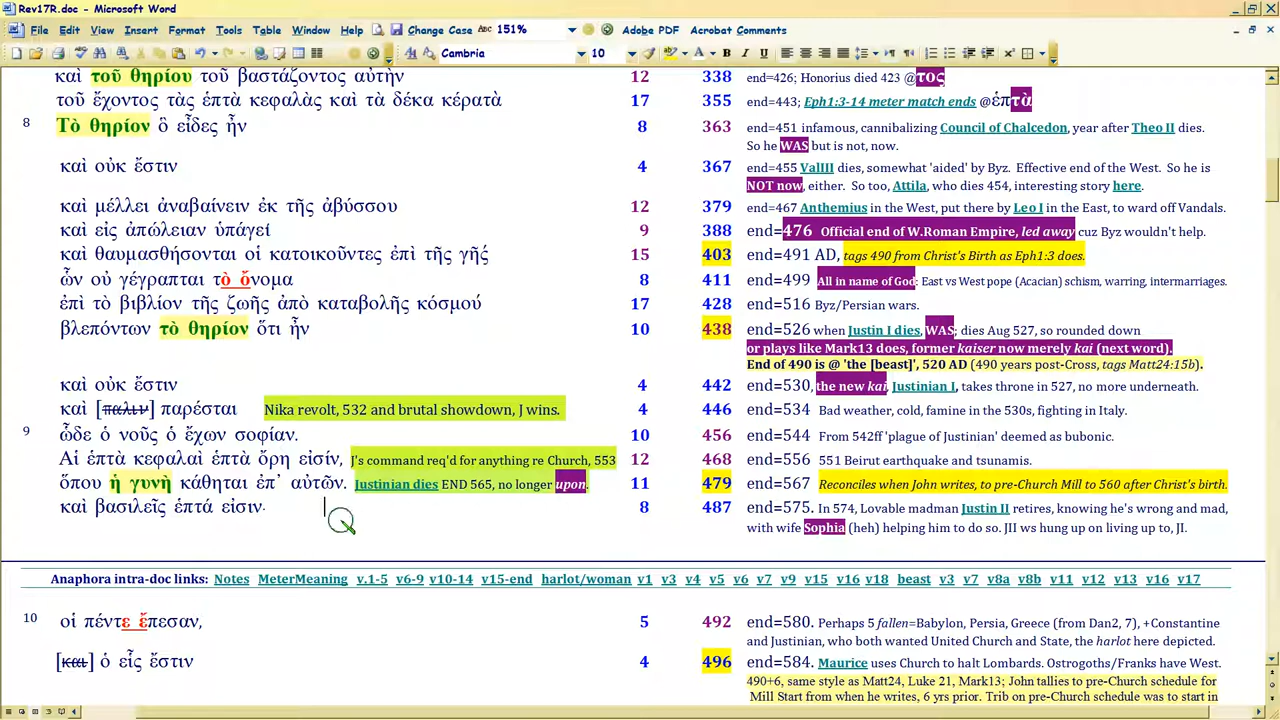 Rev17R.doc - Microsoft Word
File Edit View Insert Format Tools Table Window Help Change Case 151% Adobe PDF Acrobat Comments
Cambria 10
καὶ τοῦ θηρίου τοῦ βαστάζοντος αὐτὴν 12 338 end=426; Honorius died 423 @τος
τοῦ ἔχοντος τὰς ἑπτὰ κεφαλὰς καὶ τὰ δέκα κέρατὰ 17 355 end=443; Eph1:3-14 meter match ends @ἑπτὰ
8 Τὸ θηρίον ὃ εἶδες ἦν 8 363 end=451 infamous, cannibalizing Council of Chalcedon, year after Theo II dies.
So he WAS but is not, now.
καὶ οὐκ ἔστιν 4 367 end=455 ValIII dies, somewhat 'aided' by Byz. Effective end of the West. So he is
NOT now, either. So too, Attila, who dies 454, interesting story here.
καὶ μέλλει ἀναβαίνειν ἐκ τῆς ἀβύσσου 12 379 end=467 Anthemius in the West, put there by Leo I in the East, to ward off Vandals.
καὶ εἰς ἀπώλειαν ὑπάγεί 9 388 end=476 Official end of W.Roman Empire, led away cuz Byz wouldn't help.
καὶ θαυμασθήσονται οἱ κατοικοῦντες ἐπὶ τῆς γῆς 15 403 end=491 AD, tags 490 from Christ's Birth as Eph1:3 does.
ὧν οὐ γέγραπται τὸ ὄνομα 8 411 end=499 All in name of God: East vs West pope (Acacian) schism, warring, intermarriages.
ἐπὶ τὸ βιβλίον τῆς ζωῆς ἀπὸ καταβολῆς κόσμού 17 428 end=516 Byz/Persian wars.
βλεπόντων τὸ θηρίον ὅτι ἦν 10 438 end=526 when Justin I dies, WAS; dies Aug 527, so rounded down
or plays like Mark13 does, former kaiser now merely kai (next word).
End of 490 is @ 'the [beast]', 520 AD (490 years post-Cross, tags Matt24:15b).
καὶ οὐκ ἔστιν 4 442 end=530, the new kai, Justinian I, takes throne in 527, no more underneath.
καὶ [παλιν] παρέσται Nika revolt, 532 and brutal showdown, J wins. 4 446 end=534 Bad weather, cold, famine in the 530s, fighting in Italy.
9 ὧδε ὁ νοῦς ὁ ἔχων σοφίαν. 10 456 end=544 From 542ff 'plague of Justinian' deemed as bubonic.
Αἱ ἑπτὰ κεφαλαὶ ἑπτὰ ὄρη εἰσίν, J's command req'd for anything re Church, 553 12 468 end=556 551 Beirut earthquake and tsunamis.
ὅπου ἡ γυνὴ κάθηται ἐπ' αὐτῶν. Justinian dies END 565, no longer upon. 11 479 end=567 Reconciles when John writes, to pre-Church Mill to 560 after Christ's birth.
καὶ βασιλεῖς ἑπτά εἰσιν· 8 487 end=575. In 574, Lovable madman Justin II retires, knowing he's wrong and mad,
with wife Sophia (heh) helping him to do so. JII ws hung up on living up to, JI.
Anaphora intra-doc links: Notes MeterMeaning v.1-5 v6-9 v10-14 v15-end harlot/woman v1 v3 v4 v5 v6 v7 v9 v15 v16 v18 beast v3 v7 v8a v8b v11 v12 v13 v16 v17
10 οἱ πέντε ἔπεσαν, 5 492 end=580. Perhaps 5 fallen=Babylon, Persia, Greece (from Dan2, 7), +Constantine
and Justinian, who both wanted United Church and State, the harlot here depicted.
[και] ὁ εἷς ἔστιν 4 496 end=584. Maurice uses Church to halt Lombards. Ostrogoths/Franks have West.
490+6, same style as Matt24, Luke 21, Mark13; John tallies to pre-Church schedule for
Mill Start from when he writes, 6 yrs prior. Trib on pre-Church schedule was to start in